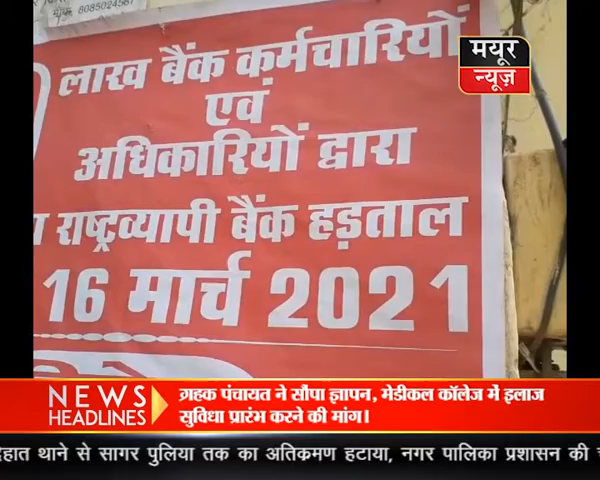 मोबा. 8085024587
लाख बैंक कर्मचारियों
एवं
अधिकारियों द्वारा
राष्ट्रव्यापी बैंक हड़ताल
16 मार्च 2021
मयूर
न्यूज़
NEWS
HEADLINES
ग्राहक पंचायत ने सौंपा ज्ञापन, मेडीकल कॉलेज में इलाज
सुविधा प्रारंभ करने की मांग।
देहात थाने से सागर पुलिया तक का अतिक्रमण हटाया, नगर पालिका प्रशासन की